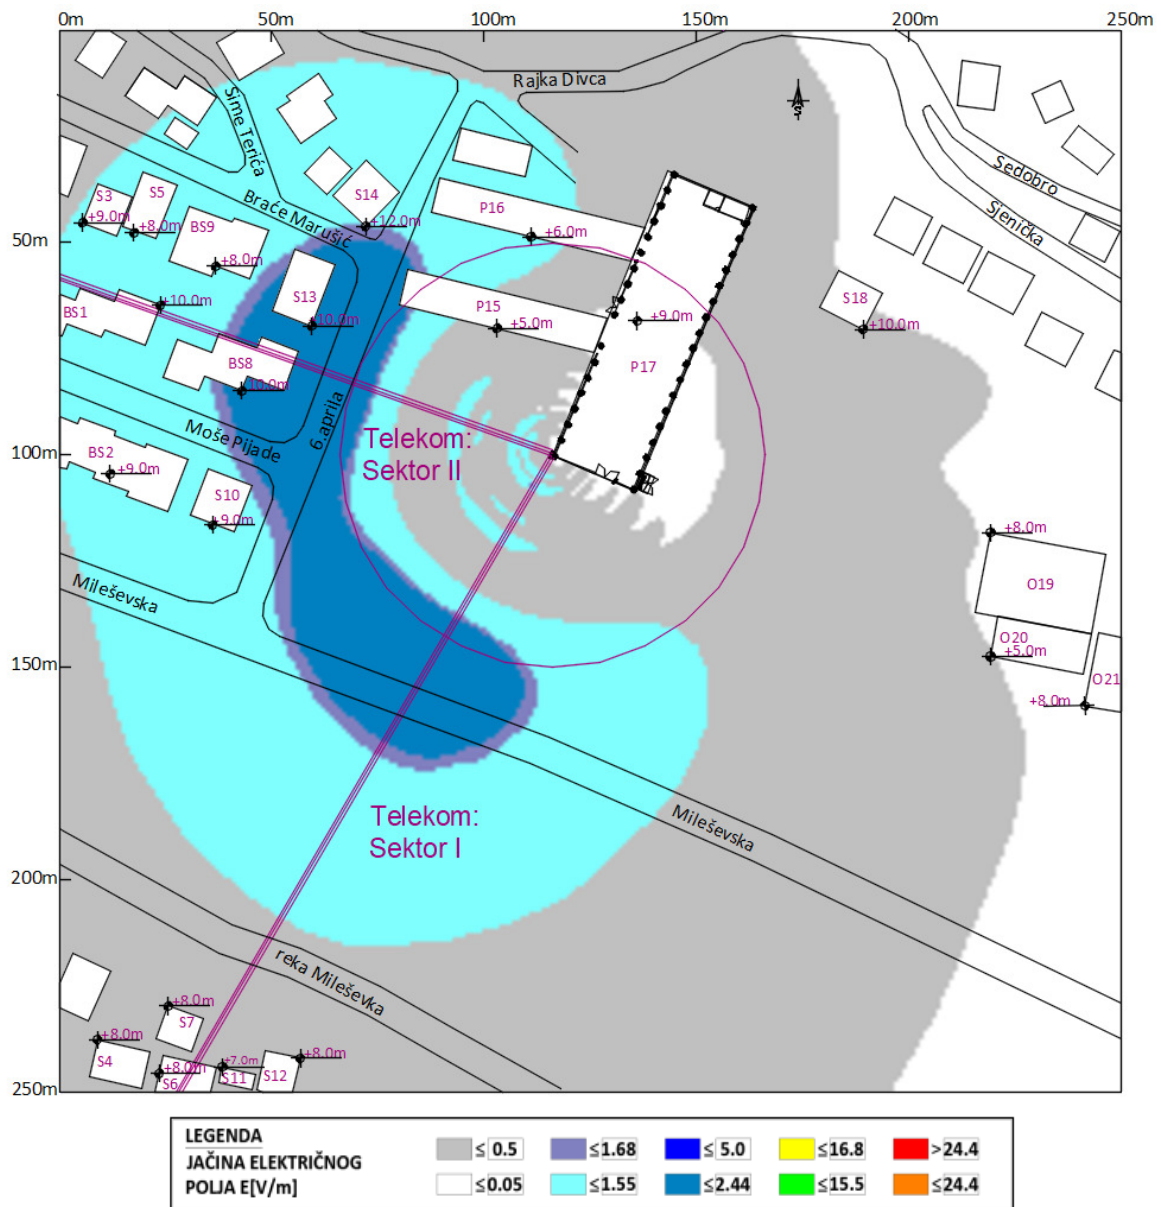 0m
50m
100m
150m
200m
250m
Rajka Divca
Sime Terića
Sedobro
Sjenička
S3
+9.0m
S5
+8.0m
BS9
+8.0m
Braće Marušić
S14
+12.0m
P16
+6.0m
50m
BS1
+10.0m
S13
+10.0m
P15
+5.0m
+9.0m
P17
S18
+10.0m
BS8
+10.0m
6.aprila
Moše Pijade
Telekom:
Sektor II
100m
BS2
+9.0m
S10
+9.0m
+8.0m
O19
Mileševska
O20
+5.0m
O21
+8.0m
150m
Telekom:
Sektor I
Mileševska
200m
reka Mileševka
+8.0m
S7
+8.0m
S4
+8.0m
S6
+7.0m
S11
+8.0m
S12
250m
LEGENDA
JAČINA ELEKTRIČNOG
POLJA E[V/m]
≤ 0.5
≤1.68
≤ 5.0
≤16.8
>24.4
≤0.05
≤1.55
≤2.44
≤15.5
≤24.4